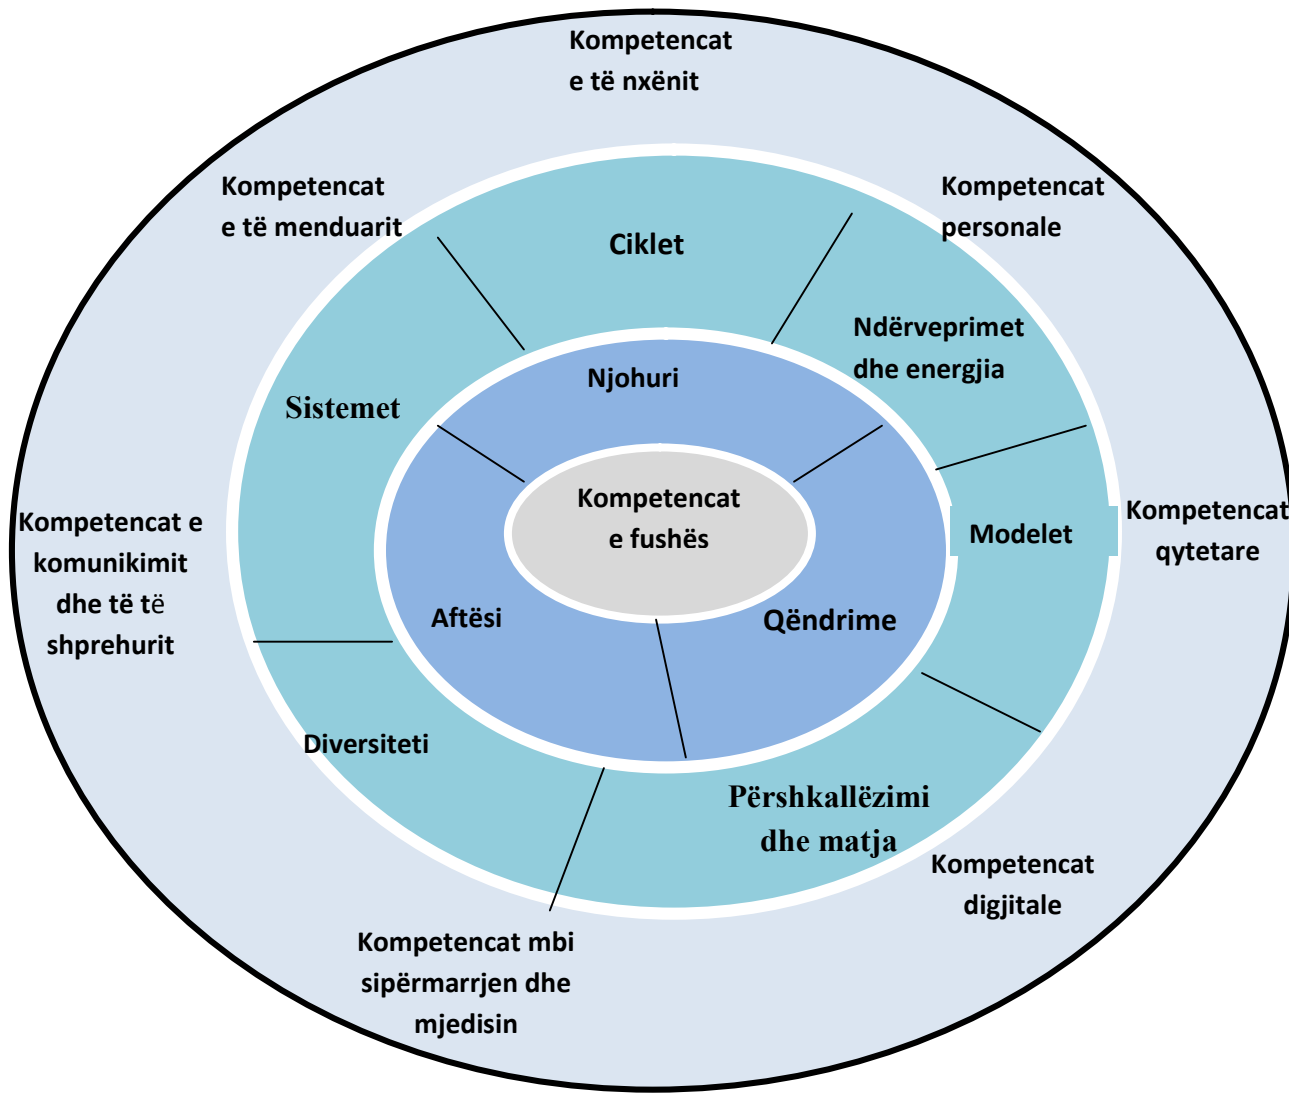 Kompetencat
e të nxënit
Kompetencat
e të menduarit
Kompetencat
personale
Ciklet
Ndërveprimet
dhe energjia
Njohuri
Sistemet
Kompetencat
e fushës
Modelet
Kompetencat
qytetare
Kompetencat e
komunikimit
dhe të të
shprehurit
Aftësi
Qëndrime
Diversiteti
Përshkallëzimi
dhe matja
Kompetencat
digjitale
Kompetencat mbi
sipërmarrjen dhe
mjedisin